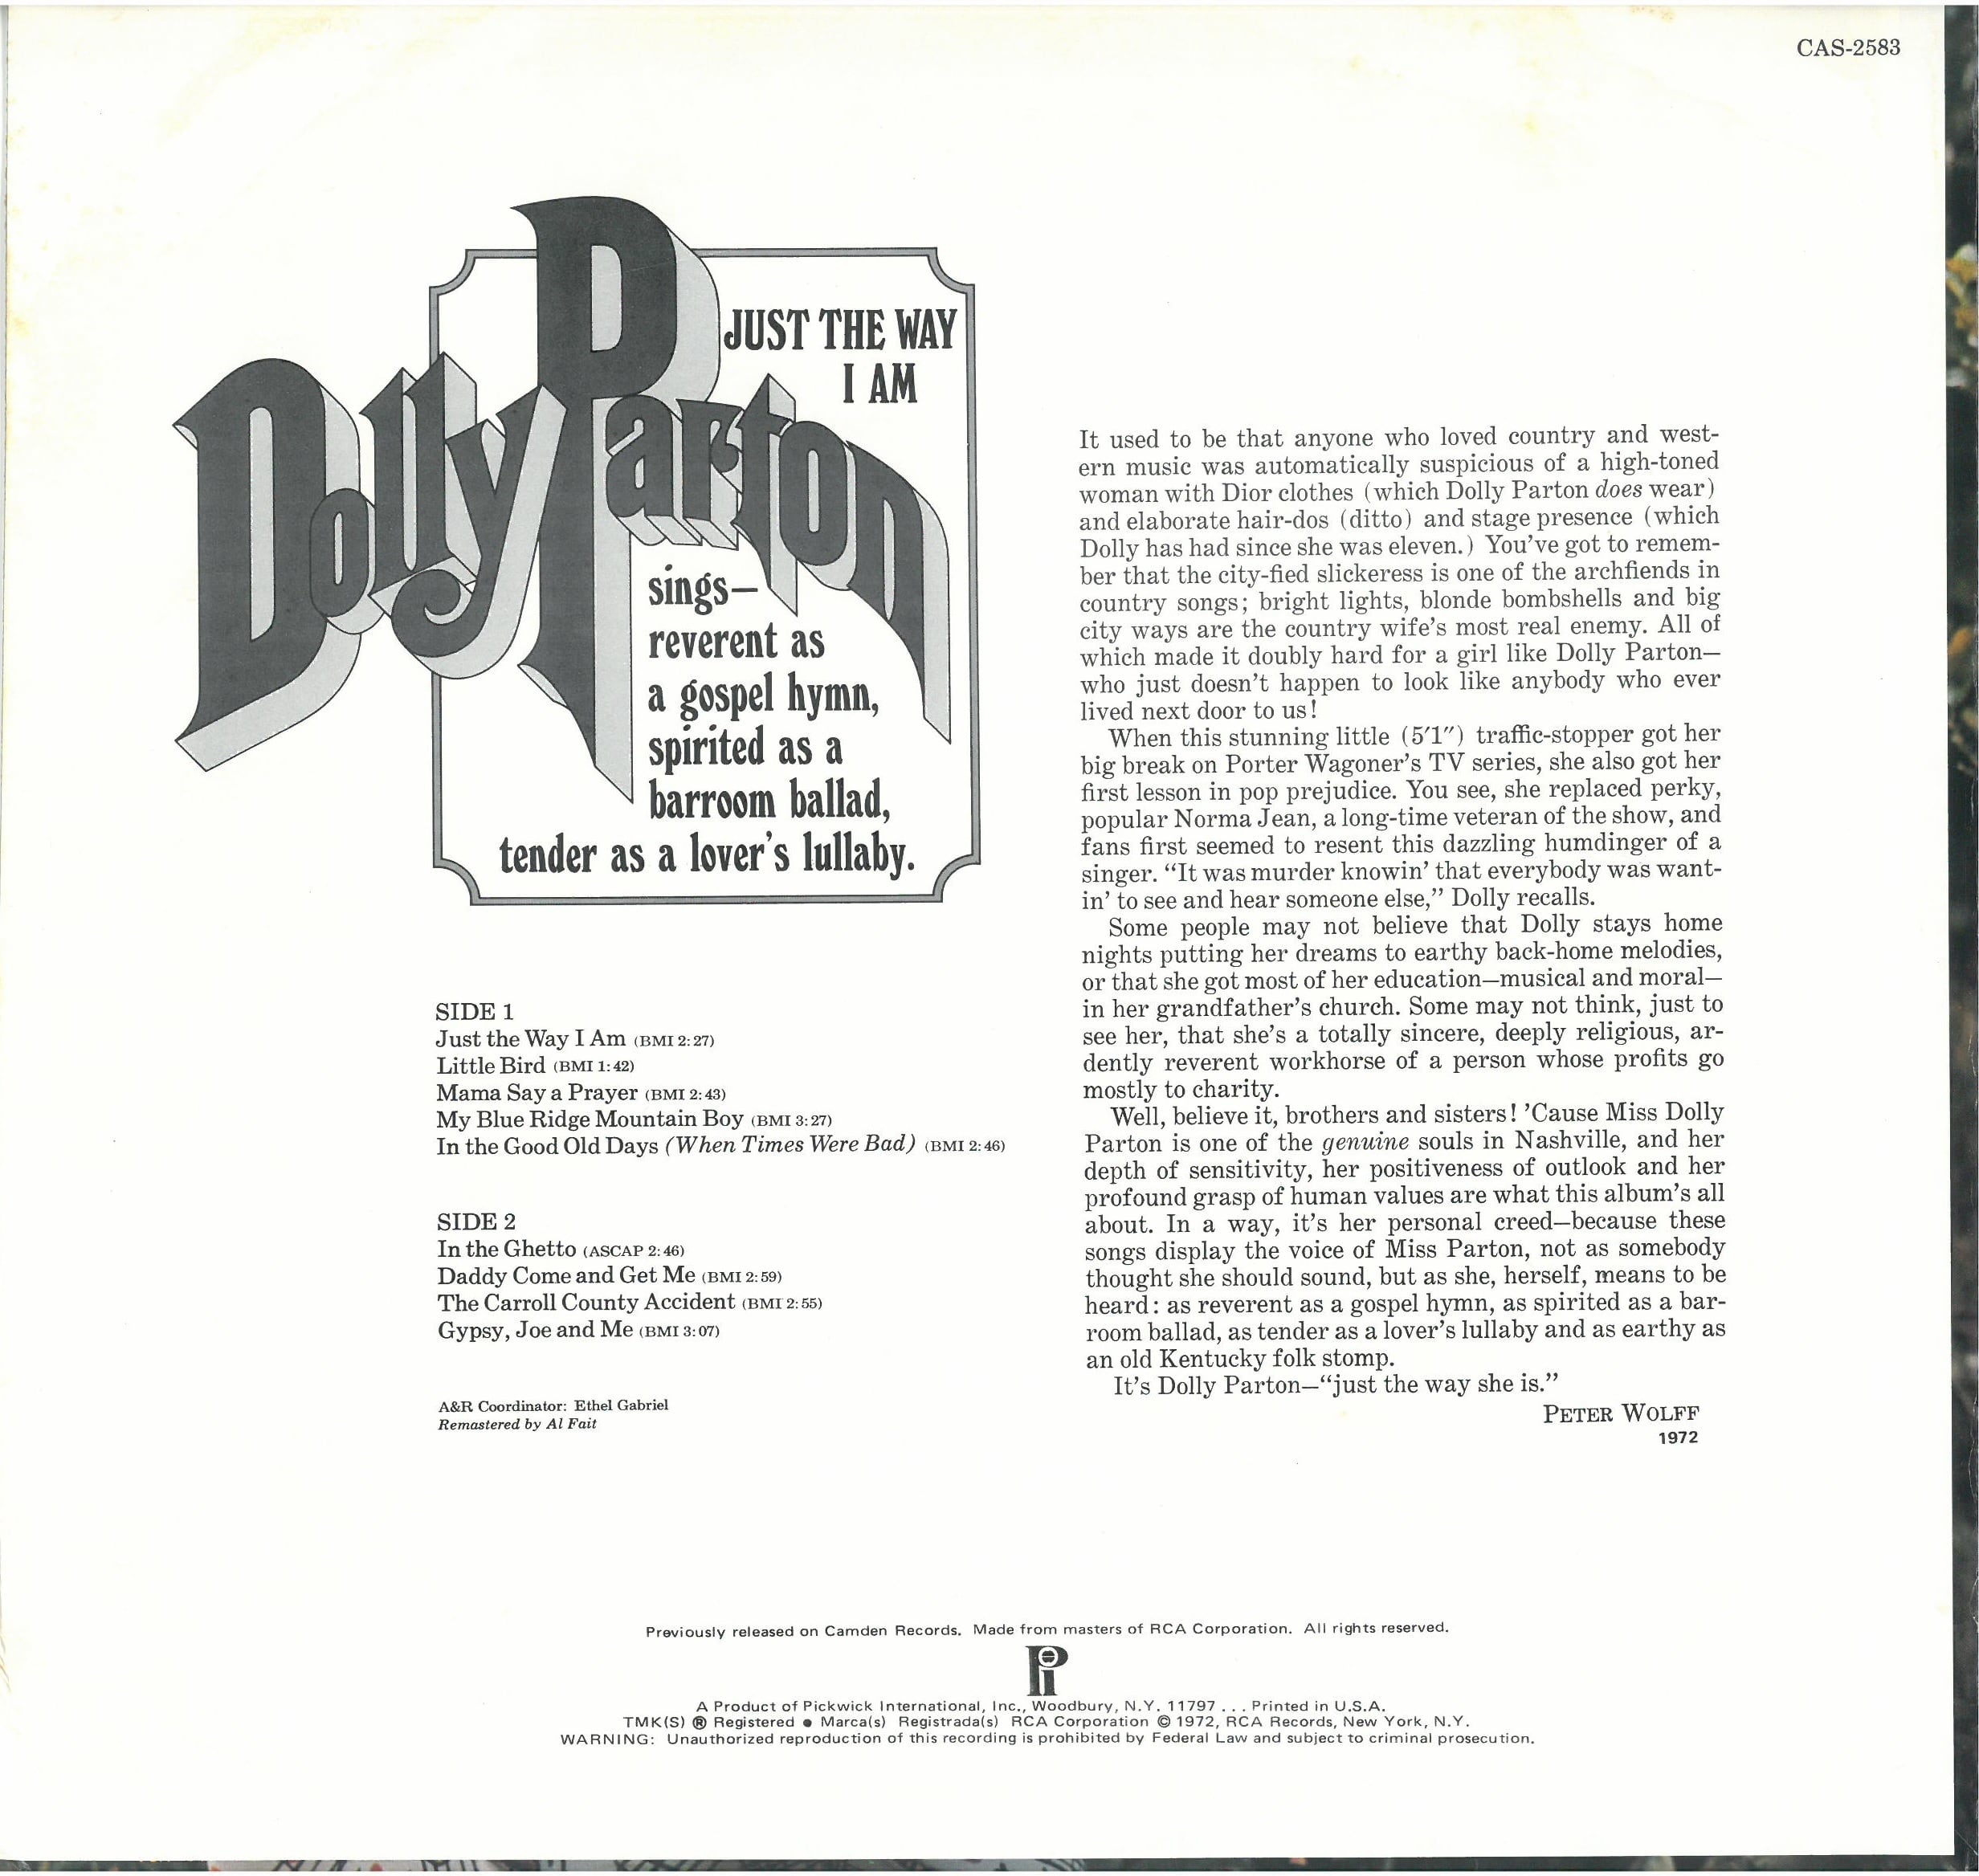 CAS-2583
Dolly Parton
JUST THE WAY
I AM
sings—
reverent as
a gospel hymn,
spirited as a
barroom ballad,
tender as a lover's lullaby.
SIDE 1
Just the Way I Am (BMI 2:27)
Little Bird (BMI 1:42)
Mama Say a Prayer (BMI 2:43)
My Blue Ridge Mountain Boy (BMI 3:27)
In the Good Old Days (When Times Were Bad) (BMI 2:46)
SIDE 2
In the Ghetto (ASCAP 2:46)
Daddy Come and Get Me (BMI 2:59)
The Carroll County Accident (BMI 2:55)
Gypsy, Joe and Me (BMI 3:07)
A&R Coordinator: Ethel Gabriel
Remastered by Al Fait
It used to be that anyone who loved country and west-
ern music was automatically suspicious of a high-toned
woman with Dior clothes (which Dolly Parton does wear)
and elaborate hair-dos (ditto) and stage presence (which
Dolly has had since she was eleven.) You've got to remem-
ber that the city-fied slickeress is one of the archfiends in
country songs; bright lights, blonde bombshells and big
city ways are the country wife's most real enemy. All of
which made it doubly hard for a girl like Dolly Parton—
who just doesn't happen to look like anybody who ever
lived next door to us!
When this stunning little (5'1") traffic-stopper got her
big break on Porter Wagoner's TV series, she also got her
first lesson in pop prejudice. You see, she replaced perky,
popular Norma Jean, a long-time veteran of the show, and
fans first seemed to resent this dazzling humdinger of a
singer. "It was murder knowin' that everybody was want-
in' to see and hear someone else," Dolly recalls.
Some people may not believe that Dolly stays home
nights putting her dreams to earthy back-home melodies,
or that she got most of her education—musical and moral—
in her grandfather's church. Some may not think, just to
see her, that she's a totally sincere, deeply religious, ar-
dently reverent workhorse of a person whose profits go
mostly to charity.
Well, believe it, brothers and sisters! 'Cause Miss Dolly
Parton is one of the genuine souls in Nashville, and her
depth of sensitivity, her positiveness of outlook and her
profound grasp of human values are what this album's all
about. In a way, it's her personal creed—because these
songs display the voice of Miss Parton, not as somebody
thought she should sound, but as she, herself, means to be
heard: as reverent as a gospel hymn, as spirited as a bar-
room ballad, as tender as a lover's lullaby and as earthy as
an old Kentucky folk stomp.
It's Dolly Parton—"just the way she is."
PETER WOLFF
1972
Previously released on Camden Records. Made from masters of RCA Corporation. All rights reserved.
Pi
A Product of Pickwick International, Inc., Woodbury, N.Y. 11797 . . . Printed in U.S.A.
TMK(S) ® Registered ● Marca(s) Registrada(s) RCA Corporation © 1972, RCA Records, New York, N.Y.
WARNING: Unauthorized reproduction of this recording is prohibited by Federal Law and subject to criminal prosecution.